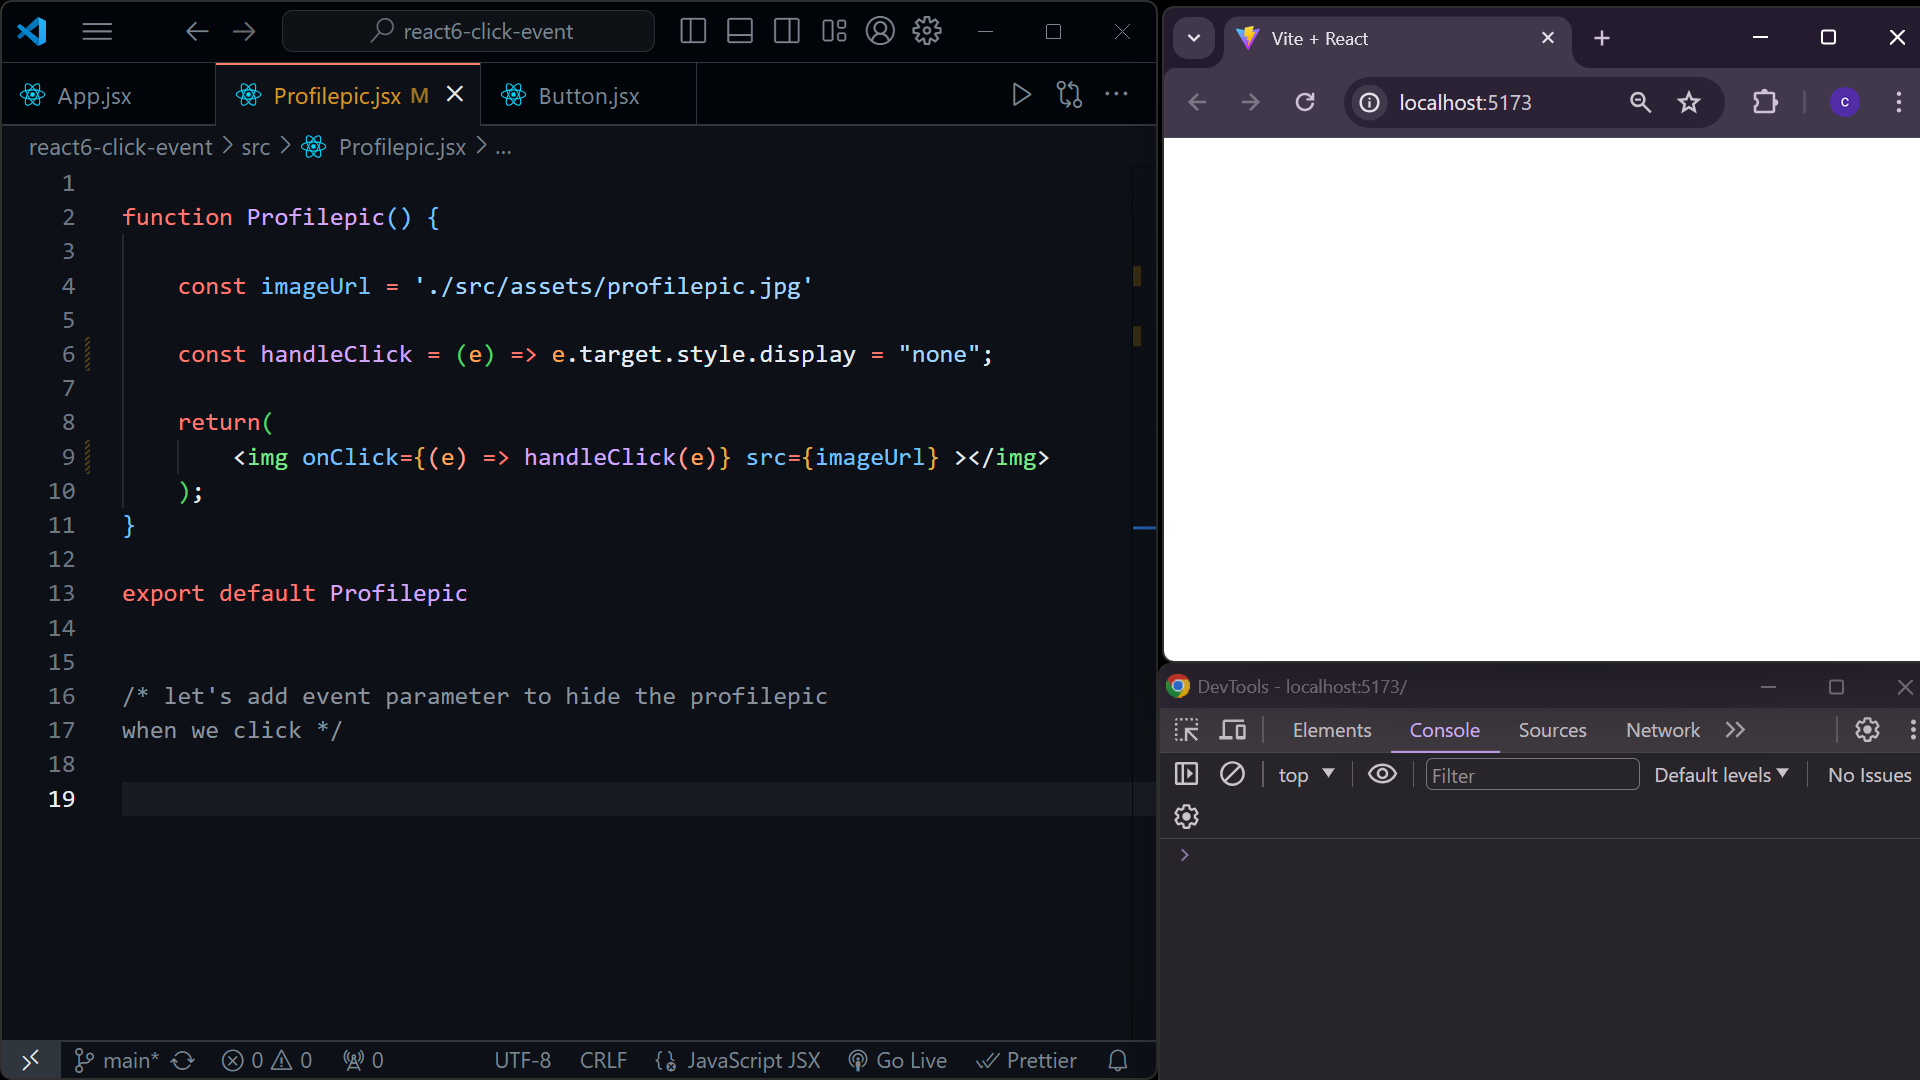 react6-click-event
App.jsx
Profilepic.jsx M
Button.jsx
react6-click-event > src > Profilepic.jsx > ...
1
2 function Profilepic() {
3
4 const imageUrl = './src/assets/profilepic.jpg'
5
6 const handleClick = (e) => e.target.style.display = "none";
7
8 return(
9 <img onClick={(e) => handleClick(e)} src={imageUrl} ></img>
10 );
11 }
12
13 export default Profilepic
14
15
16 /* let's add event parameter to hide the profilepic
17 when we click */
18
19
main* 0 0 0 UTF-8 CRLF JavaScript JSX Go Live Prettier
Vite + React
localhost:5173
c
DevTools - localhost:5173/
Elements Console Sources Network
top Filter Default levels No Issues